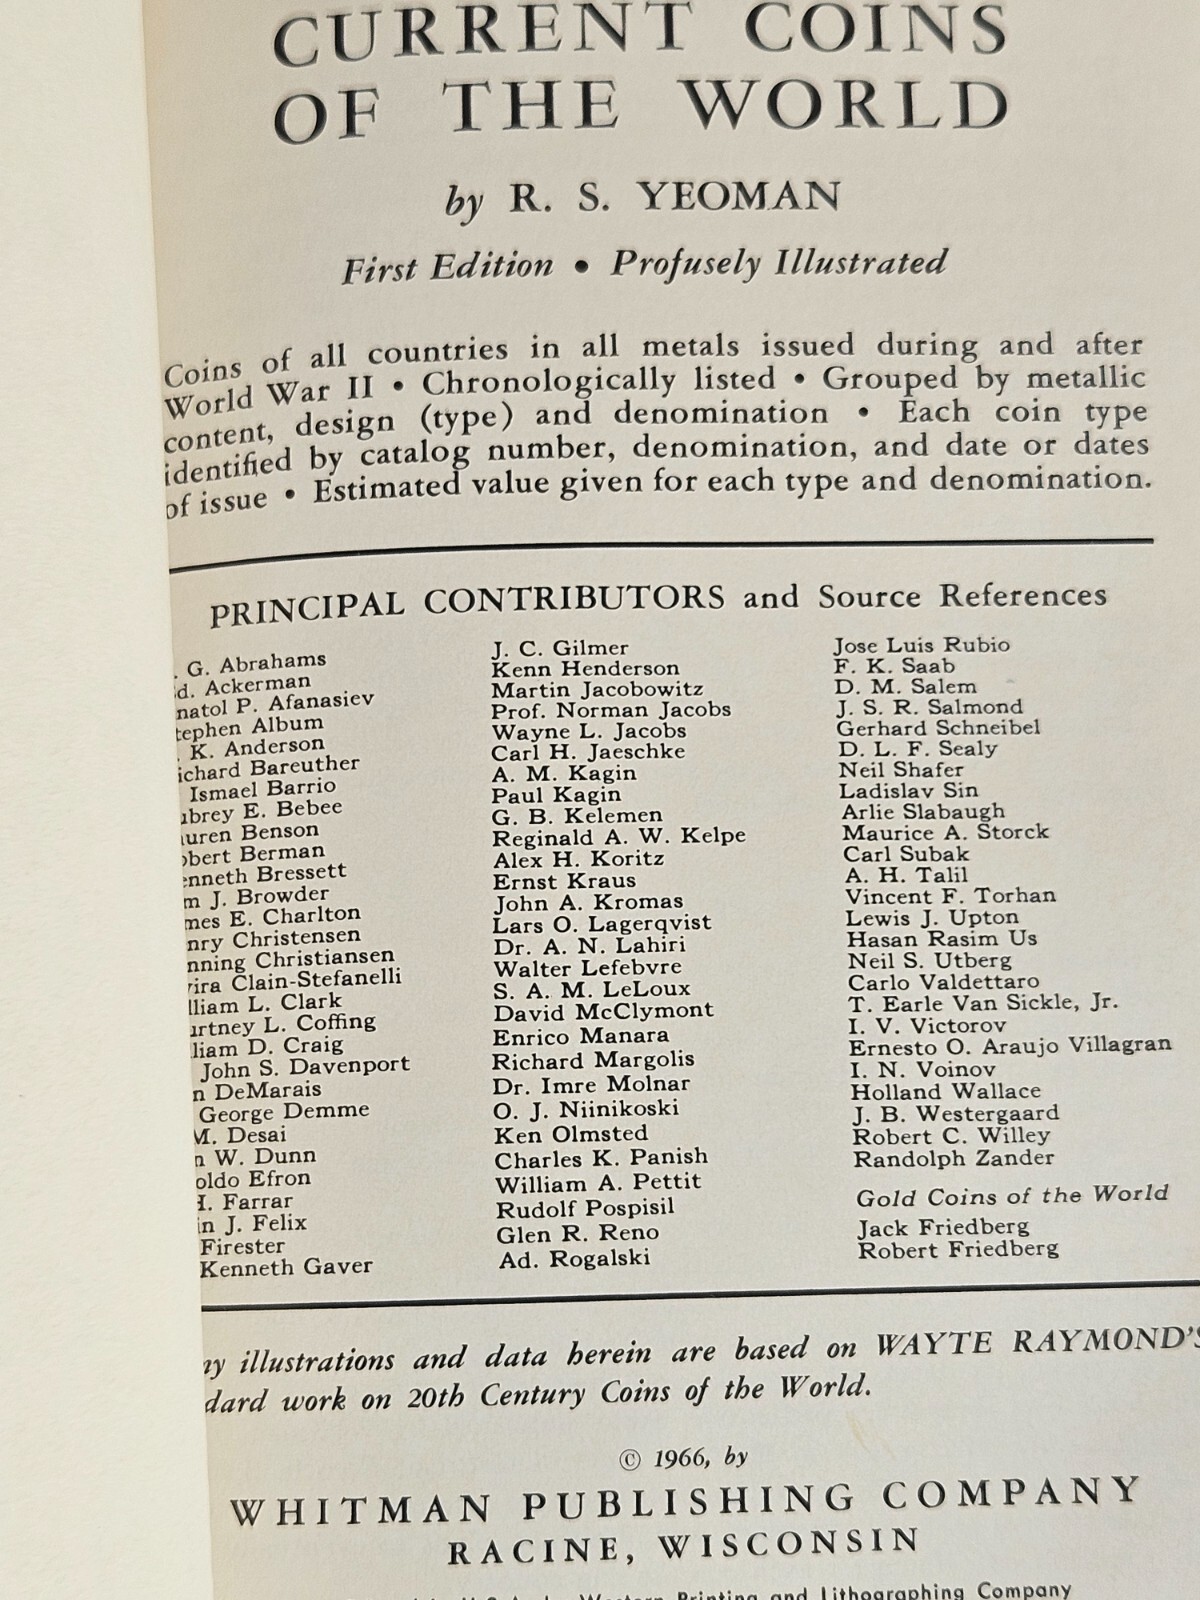 CURRENT COINS
OF THE WORLD
by R. S. YEOMAN
First Edition • Profusely Illustrated
Coins of all countries in all metals issued during and after
World War II • Chronologically listed • Grouped by metallic
content, design (type) and denomination • Each coin type
identified by catalog number, denomination, and date or dates
of issue • Estimated value given for each type and denomination.
PRINCIPAL CONTRIBUTORS and Source References
. G. Abrahams
d. Ackerman
natol P. Afanasiev
tephen Album
. K. Anderson
ichard Bareuther
Ismael Barrio
ubrey E. Bebee
uren Benson
obert Berman
enneth Bressett
m J. Browder
mes E. Charlton
nry Christensen
nning Christiansen
vira Clain-Stefanelli
lliam L. Clark
urtney L. Coffing
liam D. Craig
John S. Davenport
n DeMarais
George Demme
M. Desai
n W. Dunn
oldo Efron
H. Farrar
in J. Felix
Firester
Kenneth Gaver
J. C. Gilmer
Kenn Henderson
Martin Jacobowitz
Prof. Norman Jacobs
Wayne L. Jacobs
Carl H. Jaeschke
A. M. Kagin
Paul Kagin
G. B. Kelemen
Reginald A. W. Kelpe
Alex H. Koritz
Ernst Kraus
John A. Kromas
Lars O. Lagerqvist
Dr. A. N. Lahiri
Walter Lefebvre
S. A. M. LeLoux
David McClymont
Enrico Manara
Richard Margolis
Dr. Imre Molnar
O. J. Niinikoski
Ken Olmsted
Charles K. Panish
William A. Pettit
Rudolf Pospisil
Glen R. Reno
Ad. Rogalski
Jose Luis Rubio
F. K. Saab
D. M. Salem
J. S. R. Salmond
Gerhard Schneibel
D. L. F. Sealy
Neil Shafer
Ladislav Sin
Arlie Slabaugh
Maurice A. Storck
Carl Subak
A. H. Talil
Vincent F. Torhan
Lewis J. Upton
Hasan Rasim Us
Neil S. Utberg
Carlo Valdettaro
T. Earle Van Sickle, Jr.
I. V. Victorov
Ernesto O. Araujo Villagran
I. N. Voinov
Holland Wallace
J. B. Westergaard
Robert C. Willey
Randolph Zander
Gold Coins of the World
Jack Friedberg
Robert Friedberg
ny illustrations and data herein are based on WAYTE RAYMOND'S
dard work on 20th Century Coins of the World.
© 1966, by
WHITMAN PUBLISHING COMPANY
RACINE, WISCONSIN
Western Printing and Lithographing Company